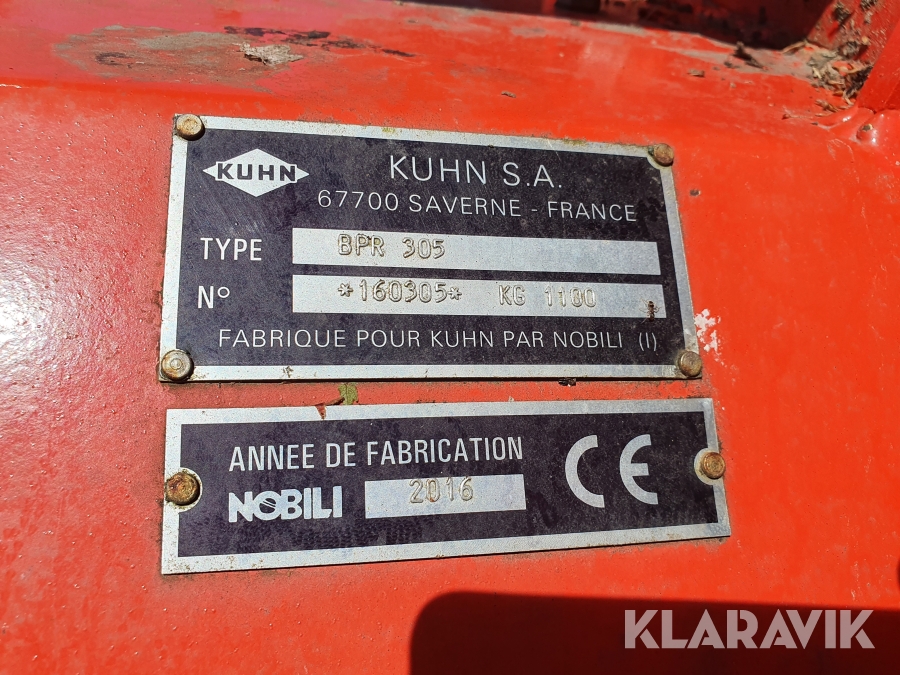 KUHN
KUHN S.A.
67700 SAVERNE - FRANCE
TYPE BPR 305
N° *160305* KG 1100
FABRIQUE POUR KUHN PAR NOBILI (I)
ANNEE DE FABRICATION
NOBILI 2016
CE
KLARAVIK